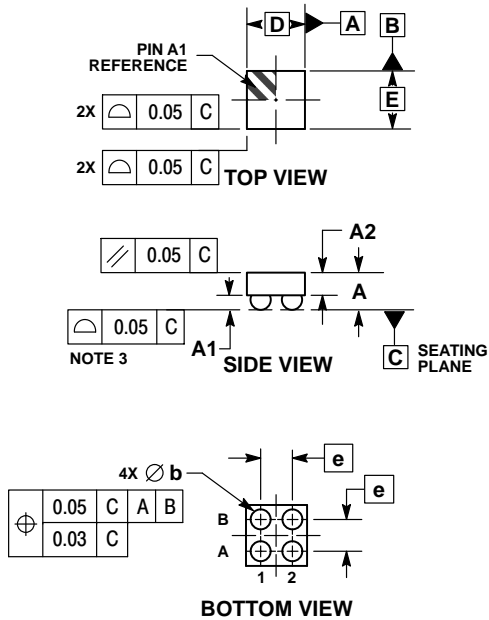 D
A
B
PIN A1
REFERENCE
E
2X ⌓ 0.05 C
2X ⌓ 0.05 C
TOP VIEW
// 0.05 C
A2
A
⌓ 0.05 C
NOTE 3
A1
SIDE VIEW
C SEATING
PLANE
4X ∅ b
e
e
⌖ 0.05 C A B
0.03 C
B
A
1 2
BOTTOM VIEW